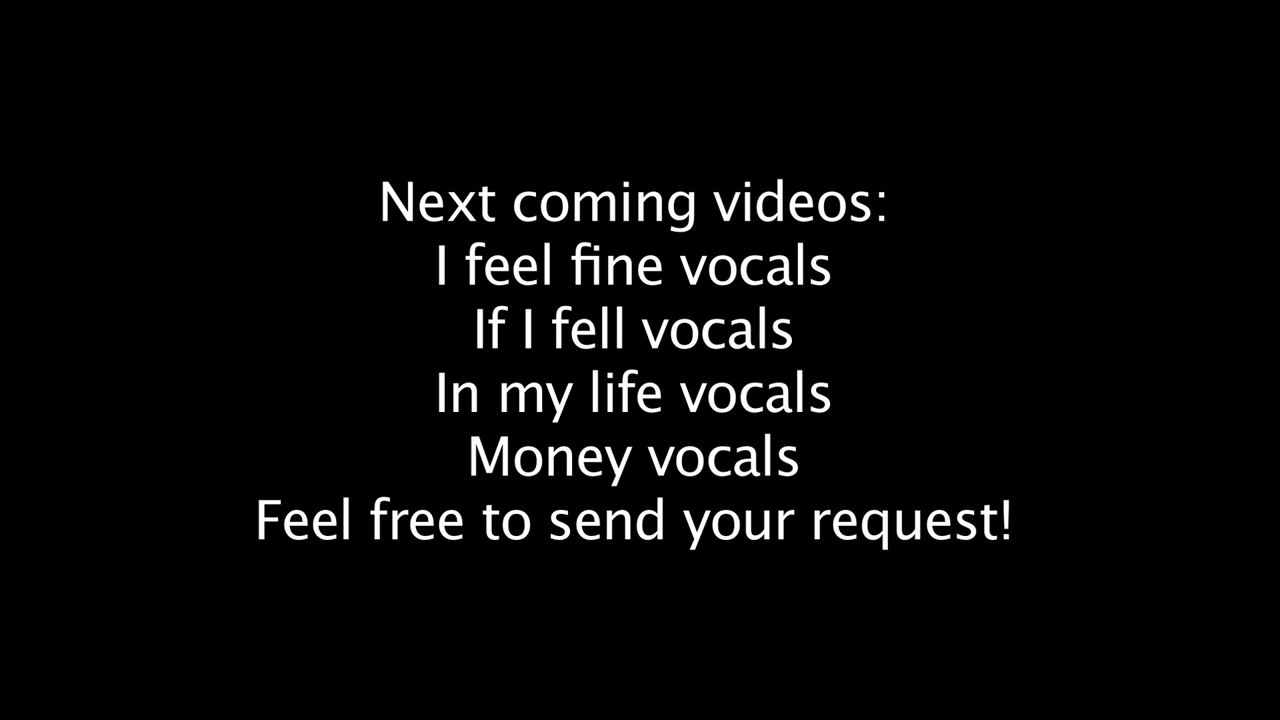 Next coming videos:
I feel fine vocals
If I fell vocals
In my life vocals
Money vocals
Feel free to send your request!